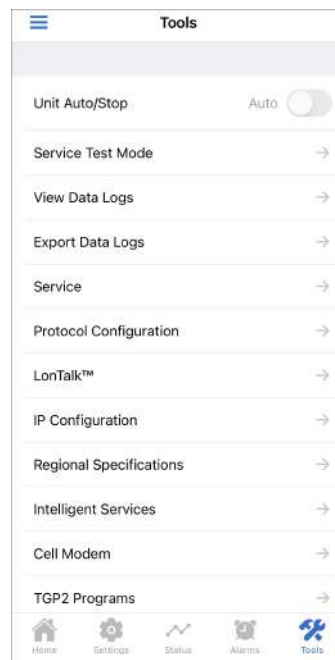 Tools
Unit Auto/Stop Auto
Service Test Mode
View Data Logs
Export Data Logs
Service
Protocol Configuration
LonTalk™
IP Configuration
Regional Specifications
Intelligent Services
Cell Modem
TGP2 Programs
Home Settings Status Alarms Tools